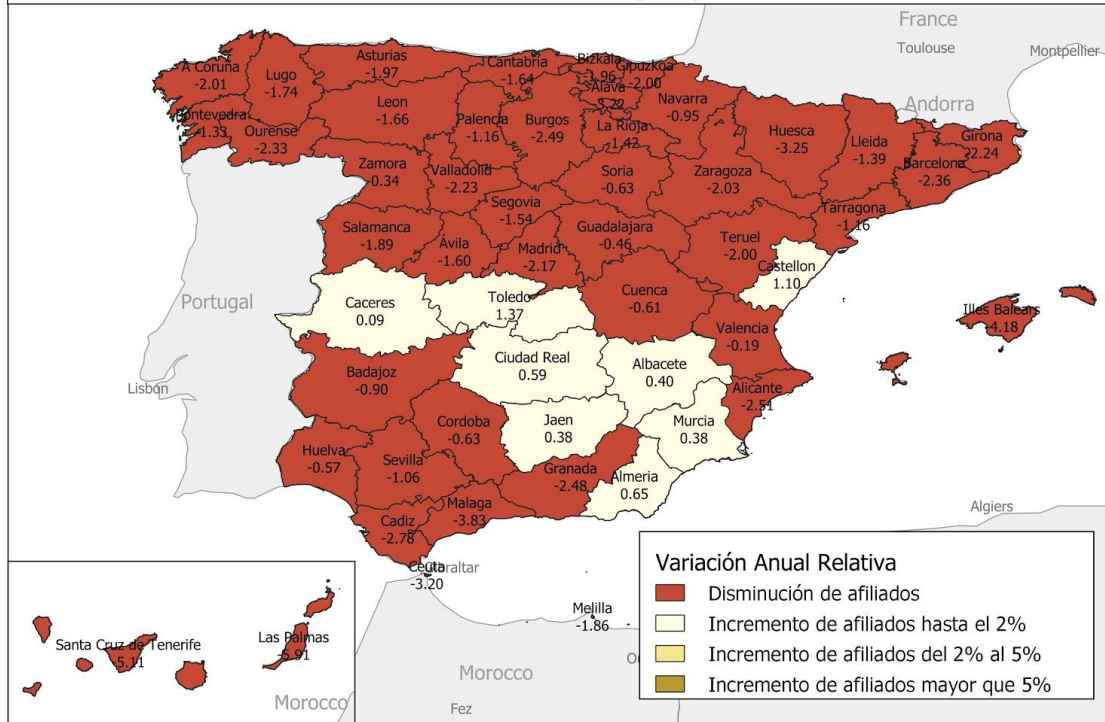 France
Toulouse
Montpellier
Andorra
A Coruña
-2.01
Lugo
-1.74
Asturias
-1.97
Cantabria
-1.64
Bizkaia
-1.96
Gipuzkoa
-2.00
Alava
-3.22
Navarra
-0.95
Pontevedra
-1.33
Ourense
-2.33
Leon
-1.66
Palencia
-1.16
Burgos
-2.49
La Rioja
-1.42
Huesca
-3.25
Lleida
-1.39
Girona
-2.24
Barcelona
-2.36
Zamora
0.34
Valladolid
-2.23
Soria
-0.63
Zaragoza
-2.03
Tarragona
-1.16
Segovia
-1.54
Salamanca
-1.89
Ávila
-1.60
Madrid
-2.17
Guadalajara
-0.46
Teruel
-2.00
Castellon
1.10
Portugal
Caceres
0.09
Toledo
1.37
Cuenca
-0.61
Valencia
-0.19
Illes Balears
-4.18
Lisbon
Badajoz
-0.90
Ciudad Real
0.59
Albacete
0.40
Alicante
-2.51
Cordoba
-0.63
Jaen
0.38
Murcia
0.38
Huelva
-0.57
Sevilla
-1.06
Granada
-2.48
Almeria
0.65
Malaga
-3.83
Cadiz
-2.78
Algiers
Ceuta
-3.20
Gibraltar
Melilla
-1.86
Santa Cruz de Tenerife
-5.11
Las Palmas
-5.91
Morocco
Morocco
Fez
Variación Anual Relativa
Disminución de afiliados
Incremento de afiliados hasta el 2%
Incremento de afiliados del 2% al 5%
Incremento de afiliados mayor que 5%